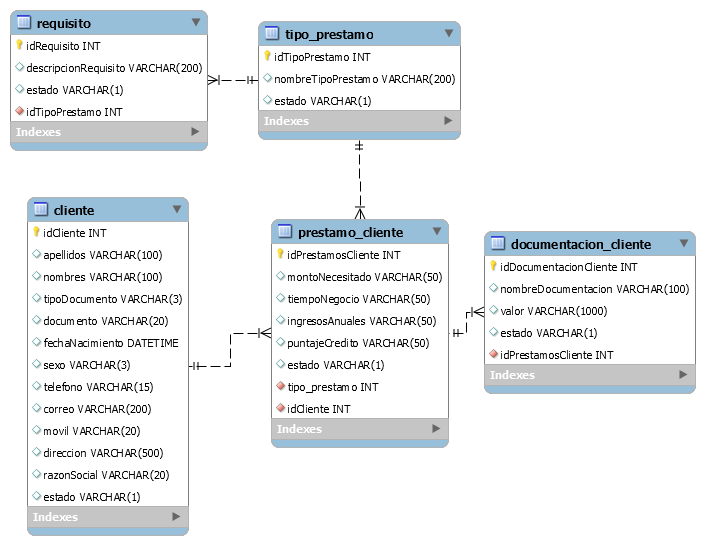 requisito
idRequisito INT
descripcionRequisito VARCHAR(200)
estado VARCHAR(1)
idTipoPrestamo INT
Indexes
tipo_prestamo
idTipoPrestamo INT
nombreTipoPrestamo VARCHAR(200)
estado VARCHAR(1)
Indexes
cliente
idCliente INT
apellidos VARCHAR(100)
nombres VARCHAR(100)
tipoDocumento VARCHAR(3)
documento VARCHAR(20)
fechaNacimiento DATETIME
sexo VARCHAR(3)
telefono VARCHAR(15)
correo VARCHAR(200)
movil VARCHAR(20)
direccion VARCHAR(500)
razonSocial VARCHAR(20)
estado VARCHAR(1)
Indexes
prestamo_cliente
idPrestamosCliente INT
montoNecesitado VARCHAR(50)
tiempoNegocio VARCHAR(50)
ingresosAnuales VARCHAR(50)
puntajeCredito VARCHAR(50)
estado VARCHAR(1)
tipo_prestamo INT
idCliente INT
Indexes
documentacion_cliente
idDocumentacionCliente INT
nombreDocumentacion VARCHAR(100)
valor VARCHAR(1000)
estado VARCHAR(1)
idPrestamosCliente INT
Indexes